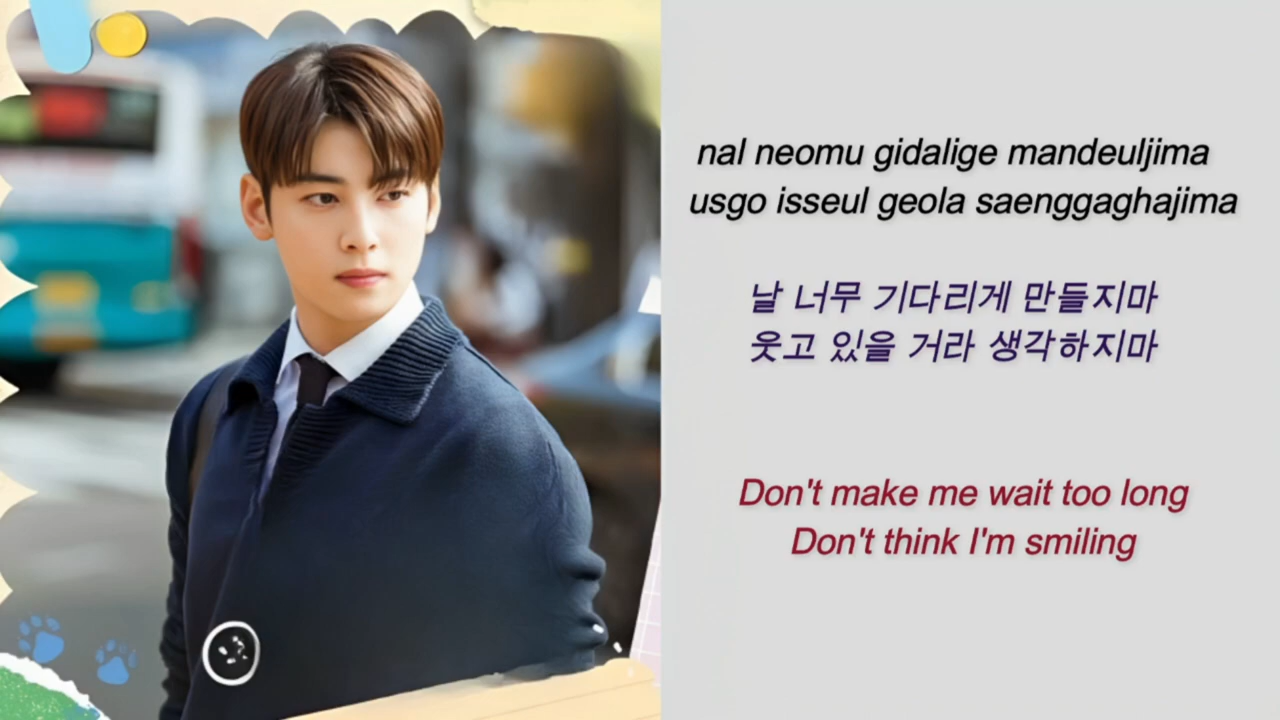 nal neomu gidalige mandeuljima
usgo isseul geola saenggaghajima
날 너무 기다리게 만들지마
웃고 있을 거라 생각하지마
Don't make me wait too long
Don't think I'm smiling